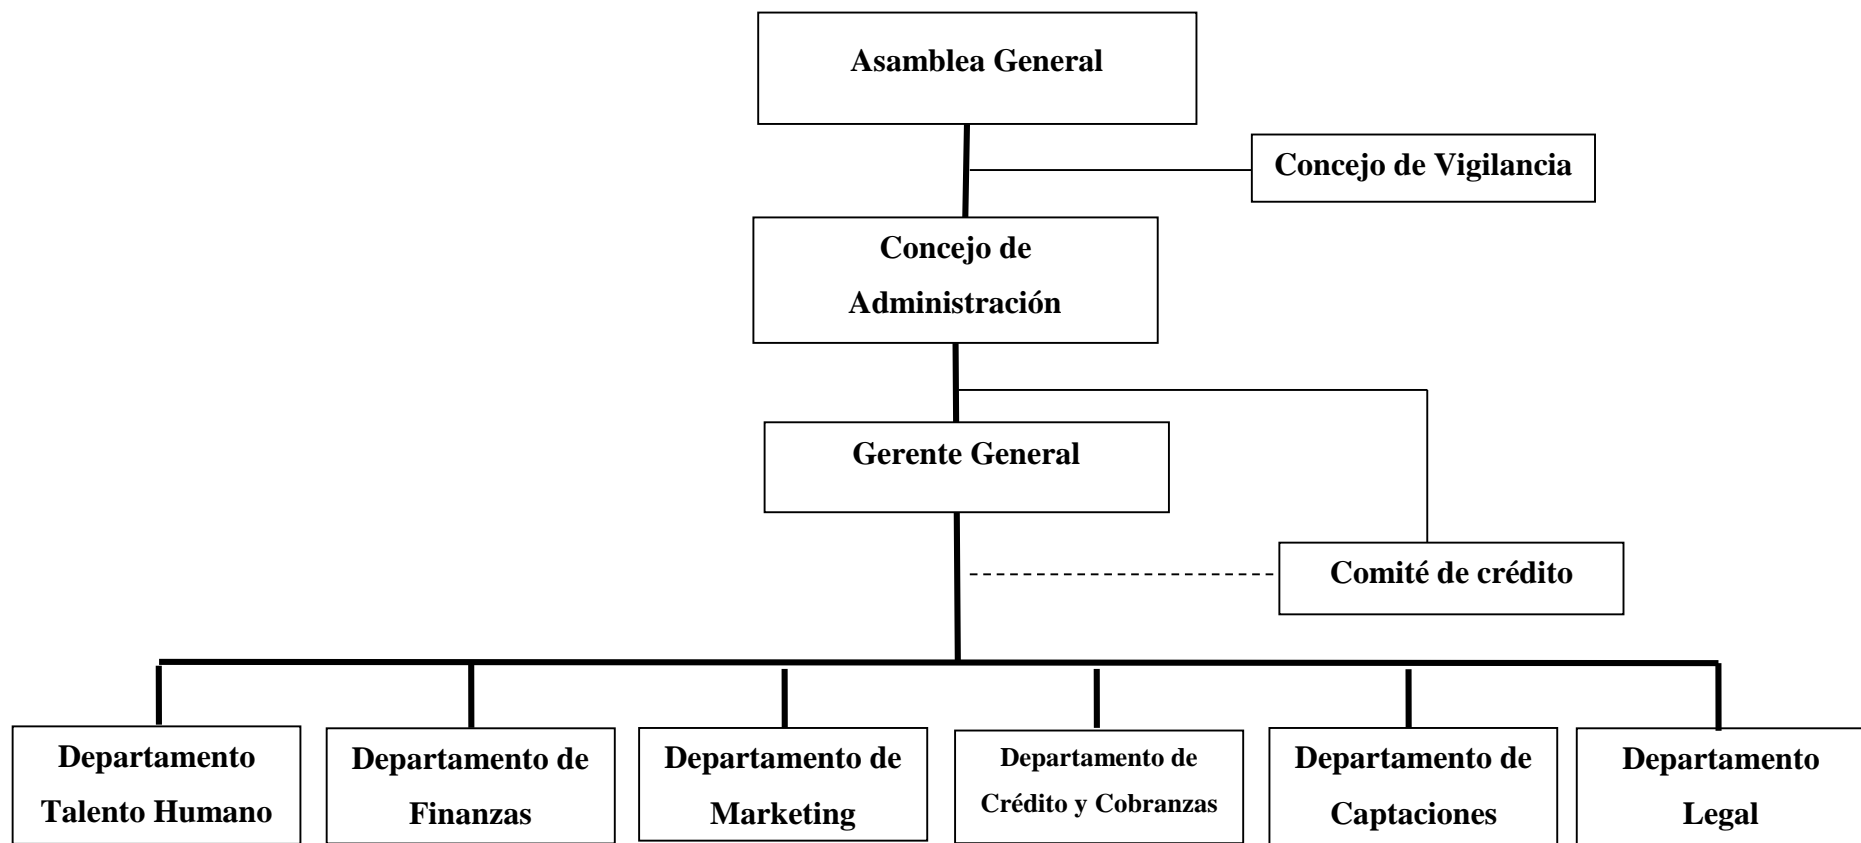 Asamblea General
Concejo de Vigilancia
Concejo de
Administración
Gerente General
Comité de crédito
Departamento
Talento Humano
Departamento de
Finanzas
Departamento de
Marketing
Departamento de
Crédito y Cobranzas
Departamento de
Captaciones
Departamento
Legal